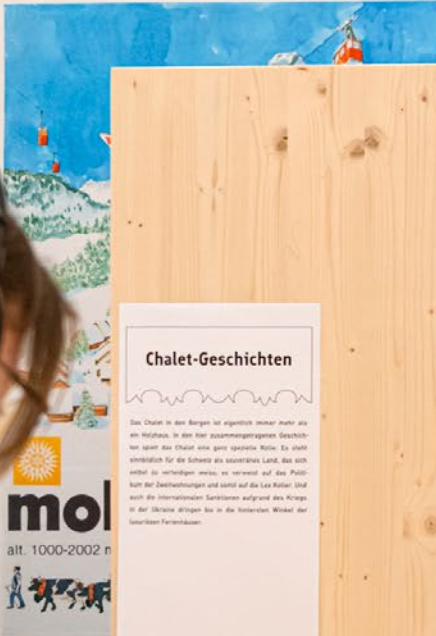 Chalet-Geschichten
Das Chalet in den Bergen ist eigentlich immer mehr als
ein Holzhaus. In den hier zusammengetragenen Geschich-
ten spielt das Chalet eine ganz spezielle Rolle: Es steht
sinnbildlich für die Schweiz als souveränes Land, das sich
selbst zu verteidigen weiss; es verweist auf das Politi-
kum der Zweitwohnungen und somit auf die Lex Koller. Und
auch die internationalen Sanktionen aufgrund des Kriegs
in der Ukraine dringen bis in die hintersten Winkel der
luxuriösen Ferienhäuser.
mol
alt. 1000-2002 m